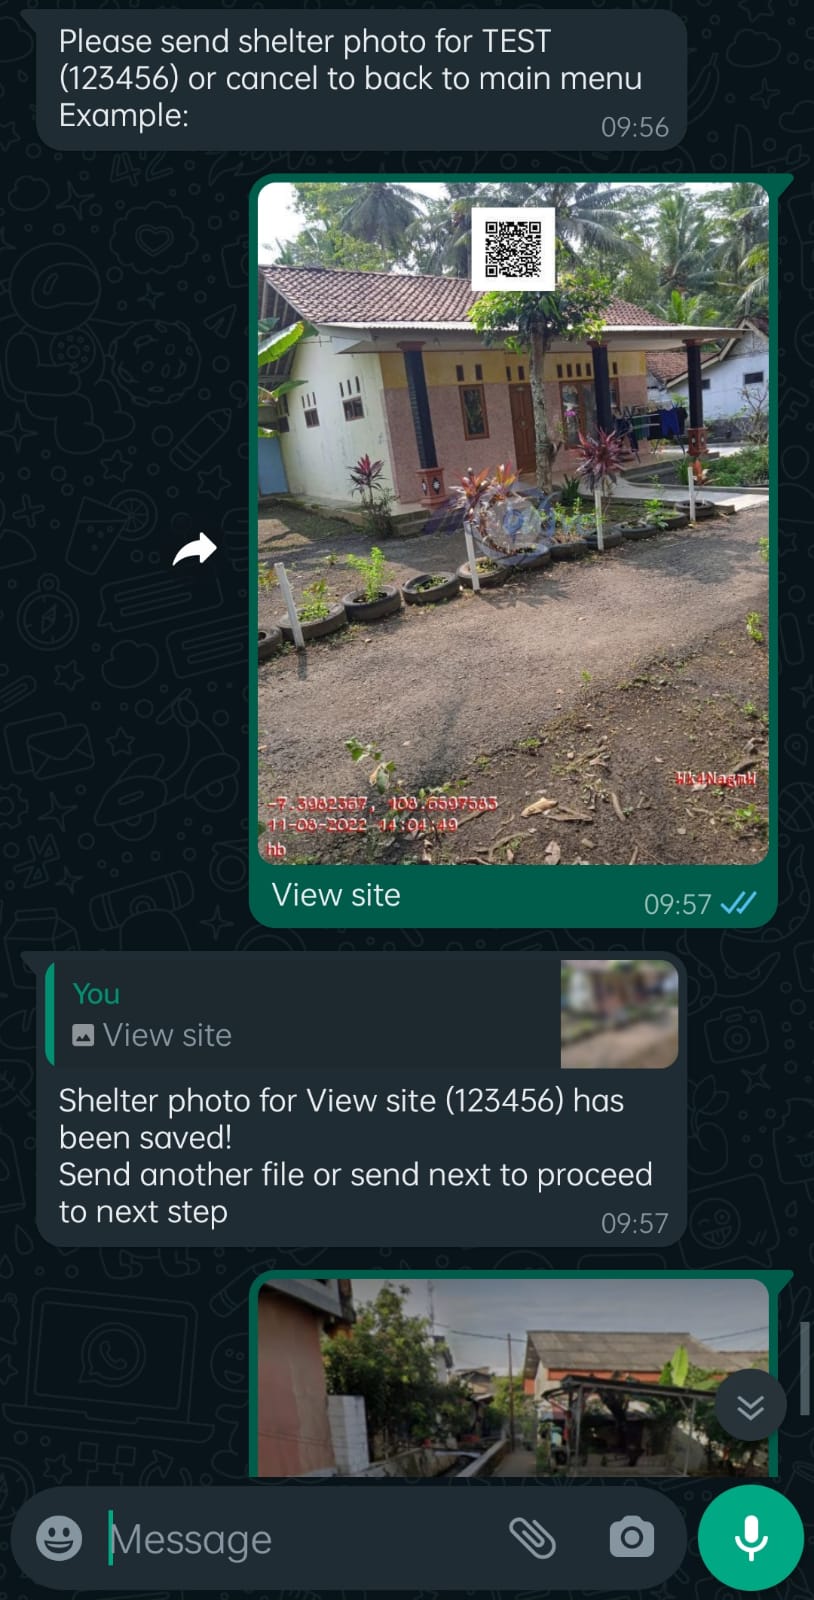 Please send shelter photo for TEST
(123456) or cancel to back to main menu
Example:
09:56
-7.3982367, 108.6597583
11-08-2022 14:04:49
hb
View site
09:57
You
View site
Shelter photo for View site (123456) has
been saved!
Send another file or send next to proceed
to next step
09:57
Message